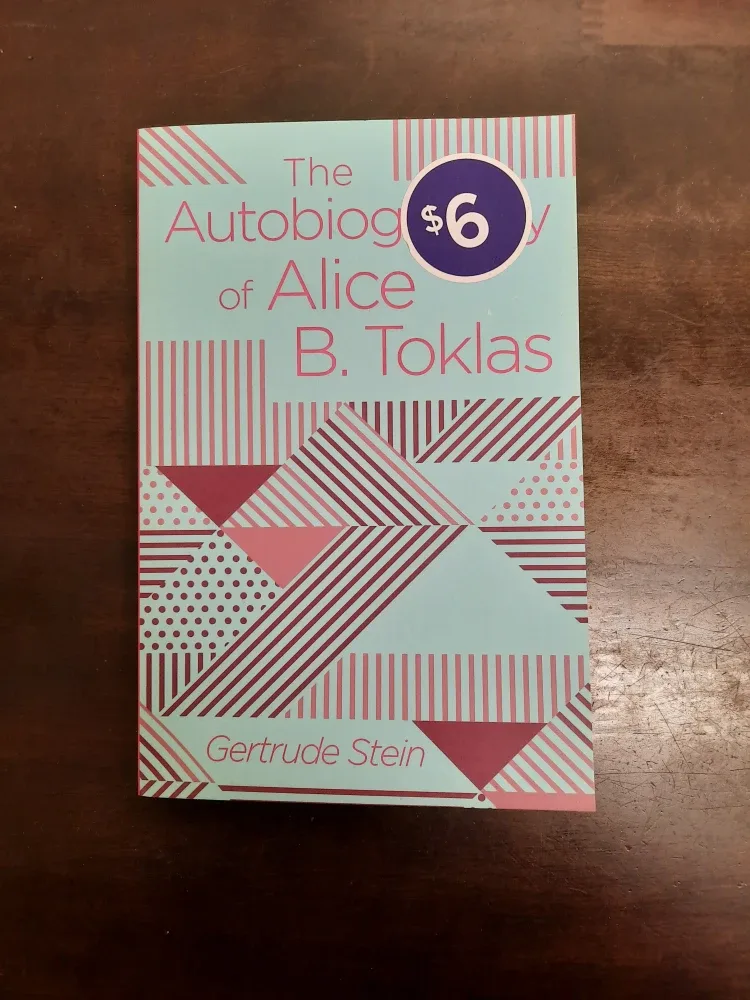 The
Autobiog y
$6
of Alice
B. Toklas
Gertrude Stein